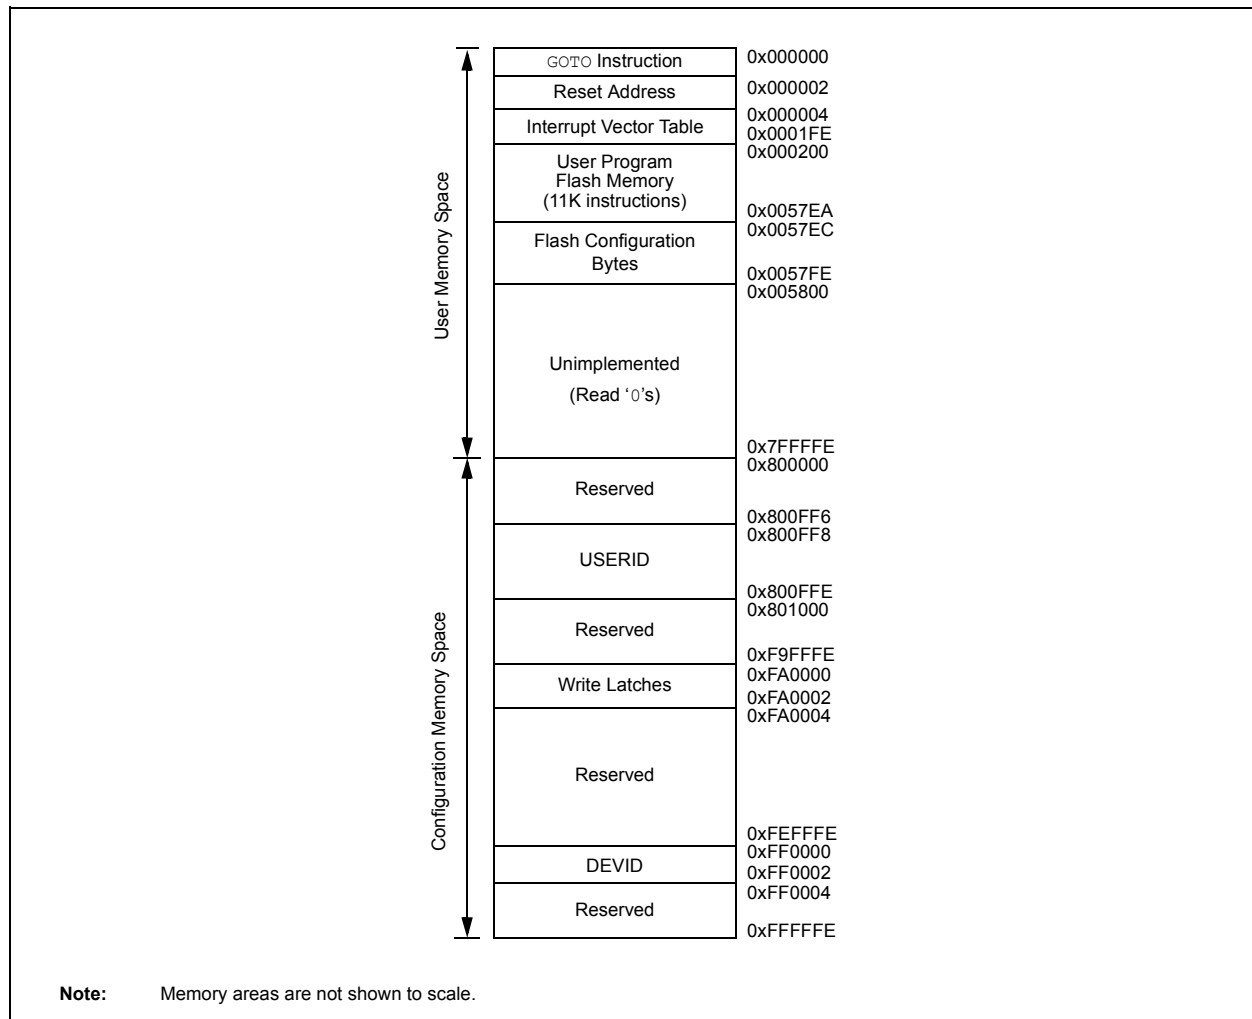 GOTO Instruction
0x000000
Reset Address
0x000002
Interrupt Vector Table
0x000004
0x0001FE
User Program
Flash Memory
(11K instructions)
0x000200
0x0057EA
Flash Configuration
Bytes
0x0057EC
0x0057FE
Unimplemented
(Read ‘0’s)
0x005800
0x7FFFFE
User Memory Space
Reserved
0x800000
0x800FF6
USERID
0x800FF8
0x800FFE
Reserved
0x801000
0xF9FFFE
Write Latches
0xFA0000
0xFA0002
Reserved
0xFA0004
0xFEFFFE
DEVID
0xFF0000
0xFF0002
Reserved
0xFF0004
0xFFFFFE
Configuration Memory Space
Note: Memory areas are not shown to scale.